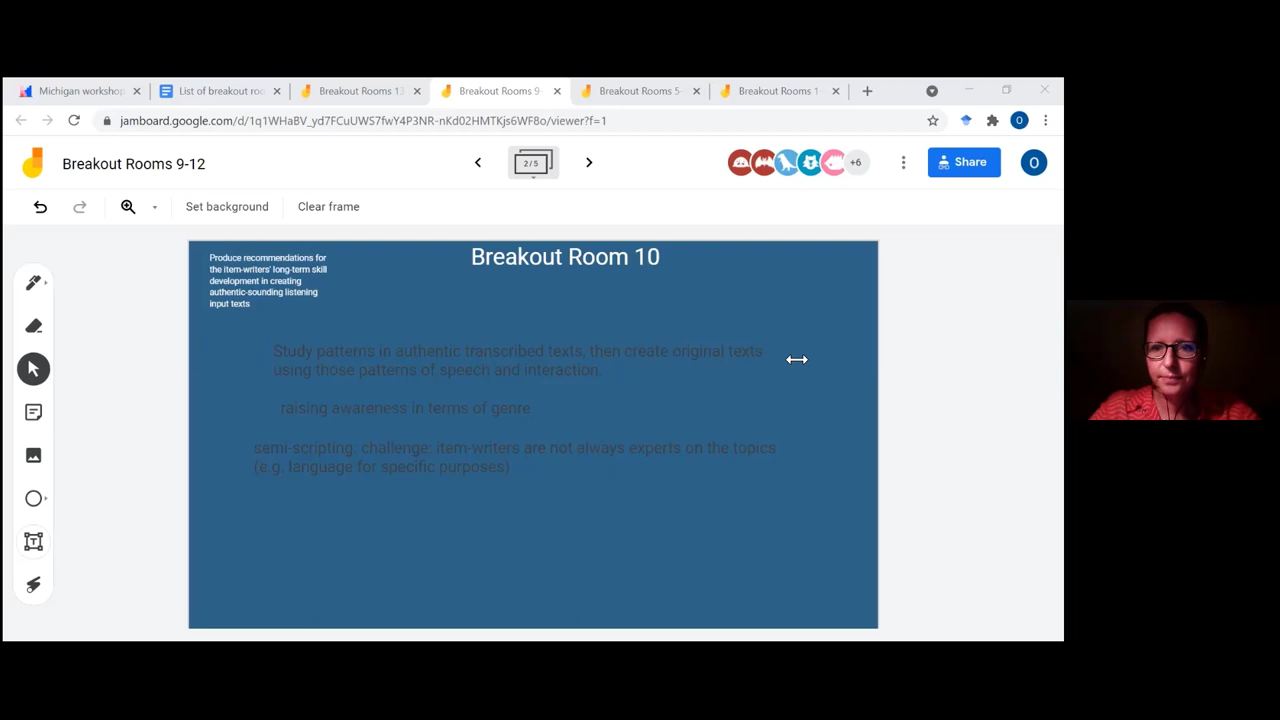 Michigan workshop
List of breakout roo
Breakout Rooms 13
Breakout Rooms 9-
Breakout Rooms 5-
Breakout Rooms 1-
jamboard.google.com/d/1q1WHaBV_yd7FCuUWS7fwY4P3NR-nKd02HMTKjs6WF8o/viewer?f=1
O
Breakout Rooms 9-12
2/5
+6
Share
O
Set background
Clear frame
Breakout Room 10
Produce recommendations for
the item-writers' long-term skill
development in creating
authentic-sounding listening
input texts
Study patterns in authentic transcribed texts, then create original texts
using those patterns of speech and interaction.
raising awareness in terms of genre
semi-scripting. challenge: item-writers are not always experts on the topics
(e.g. language for specific purposes)